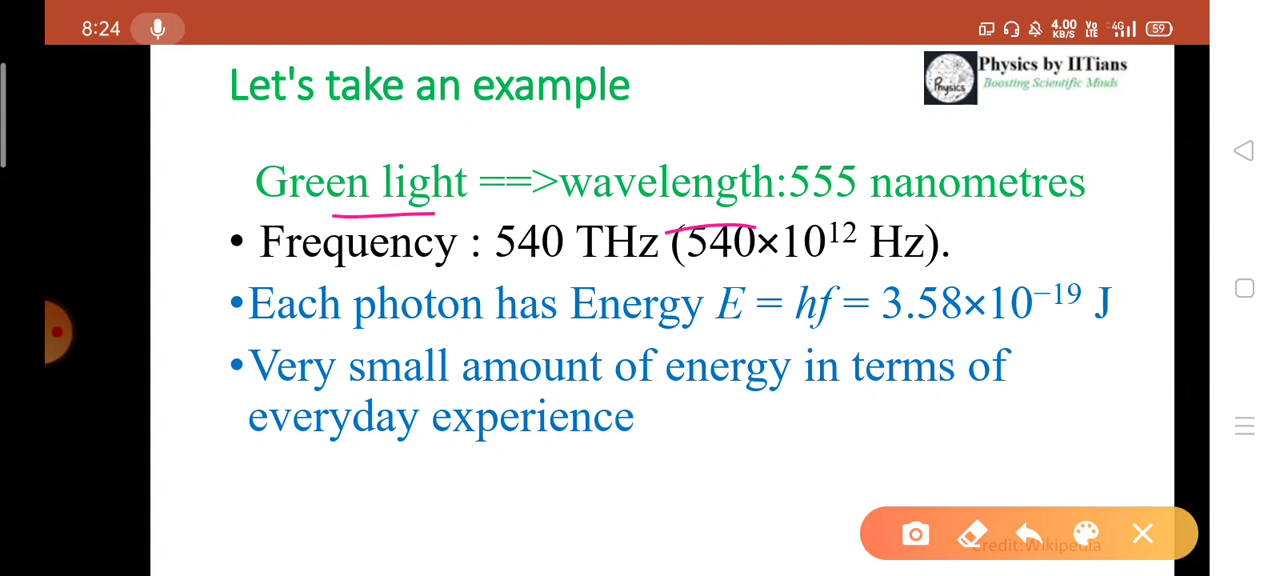 8:24
4.00 KB/S Vo LTE 4G 59
Let's take an example
Physics by IITians
Boosting Scientific Minds
Physics
Green light ==>wavelength:555 nanometres
• Frequency : 540 THz (540×10¹² Hz).
•Each photon has Energy E = hf = 3.58×10⁻¹⁹ J
•Very small amount of energy in terms of
everyday experience
Credit:Wikipedia